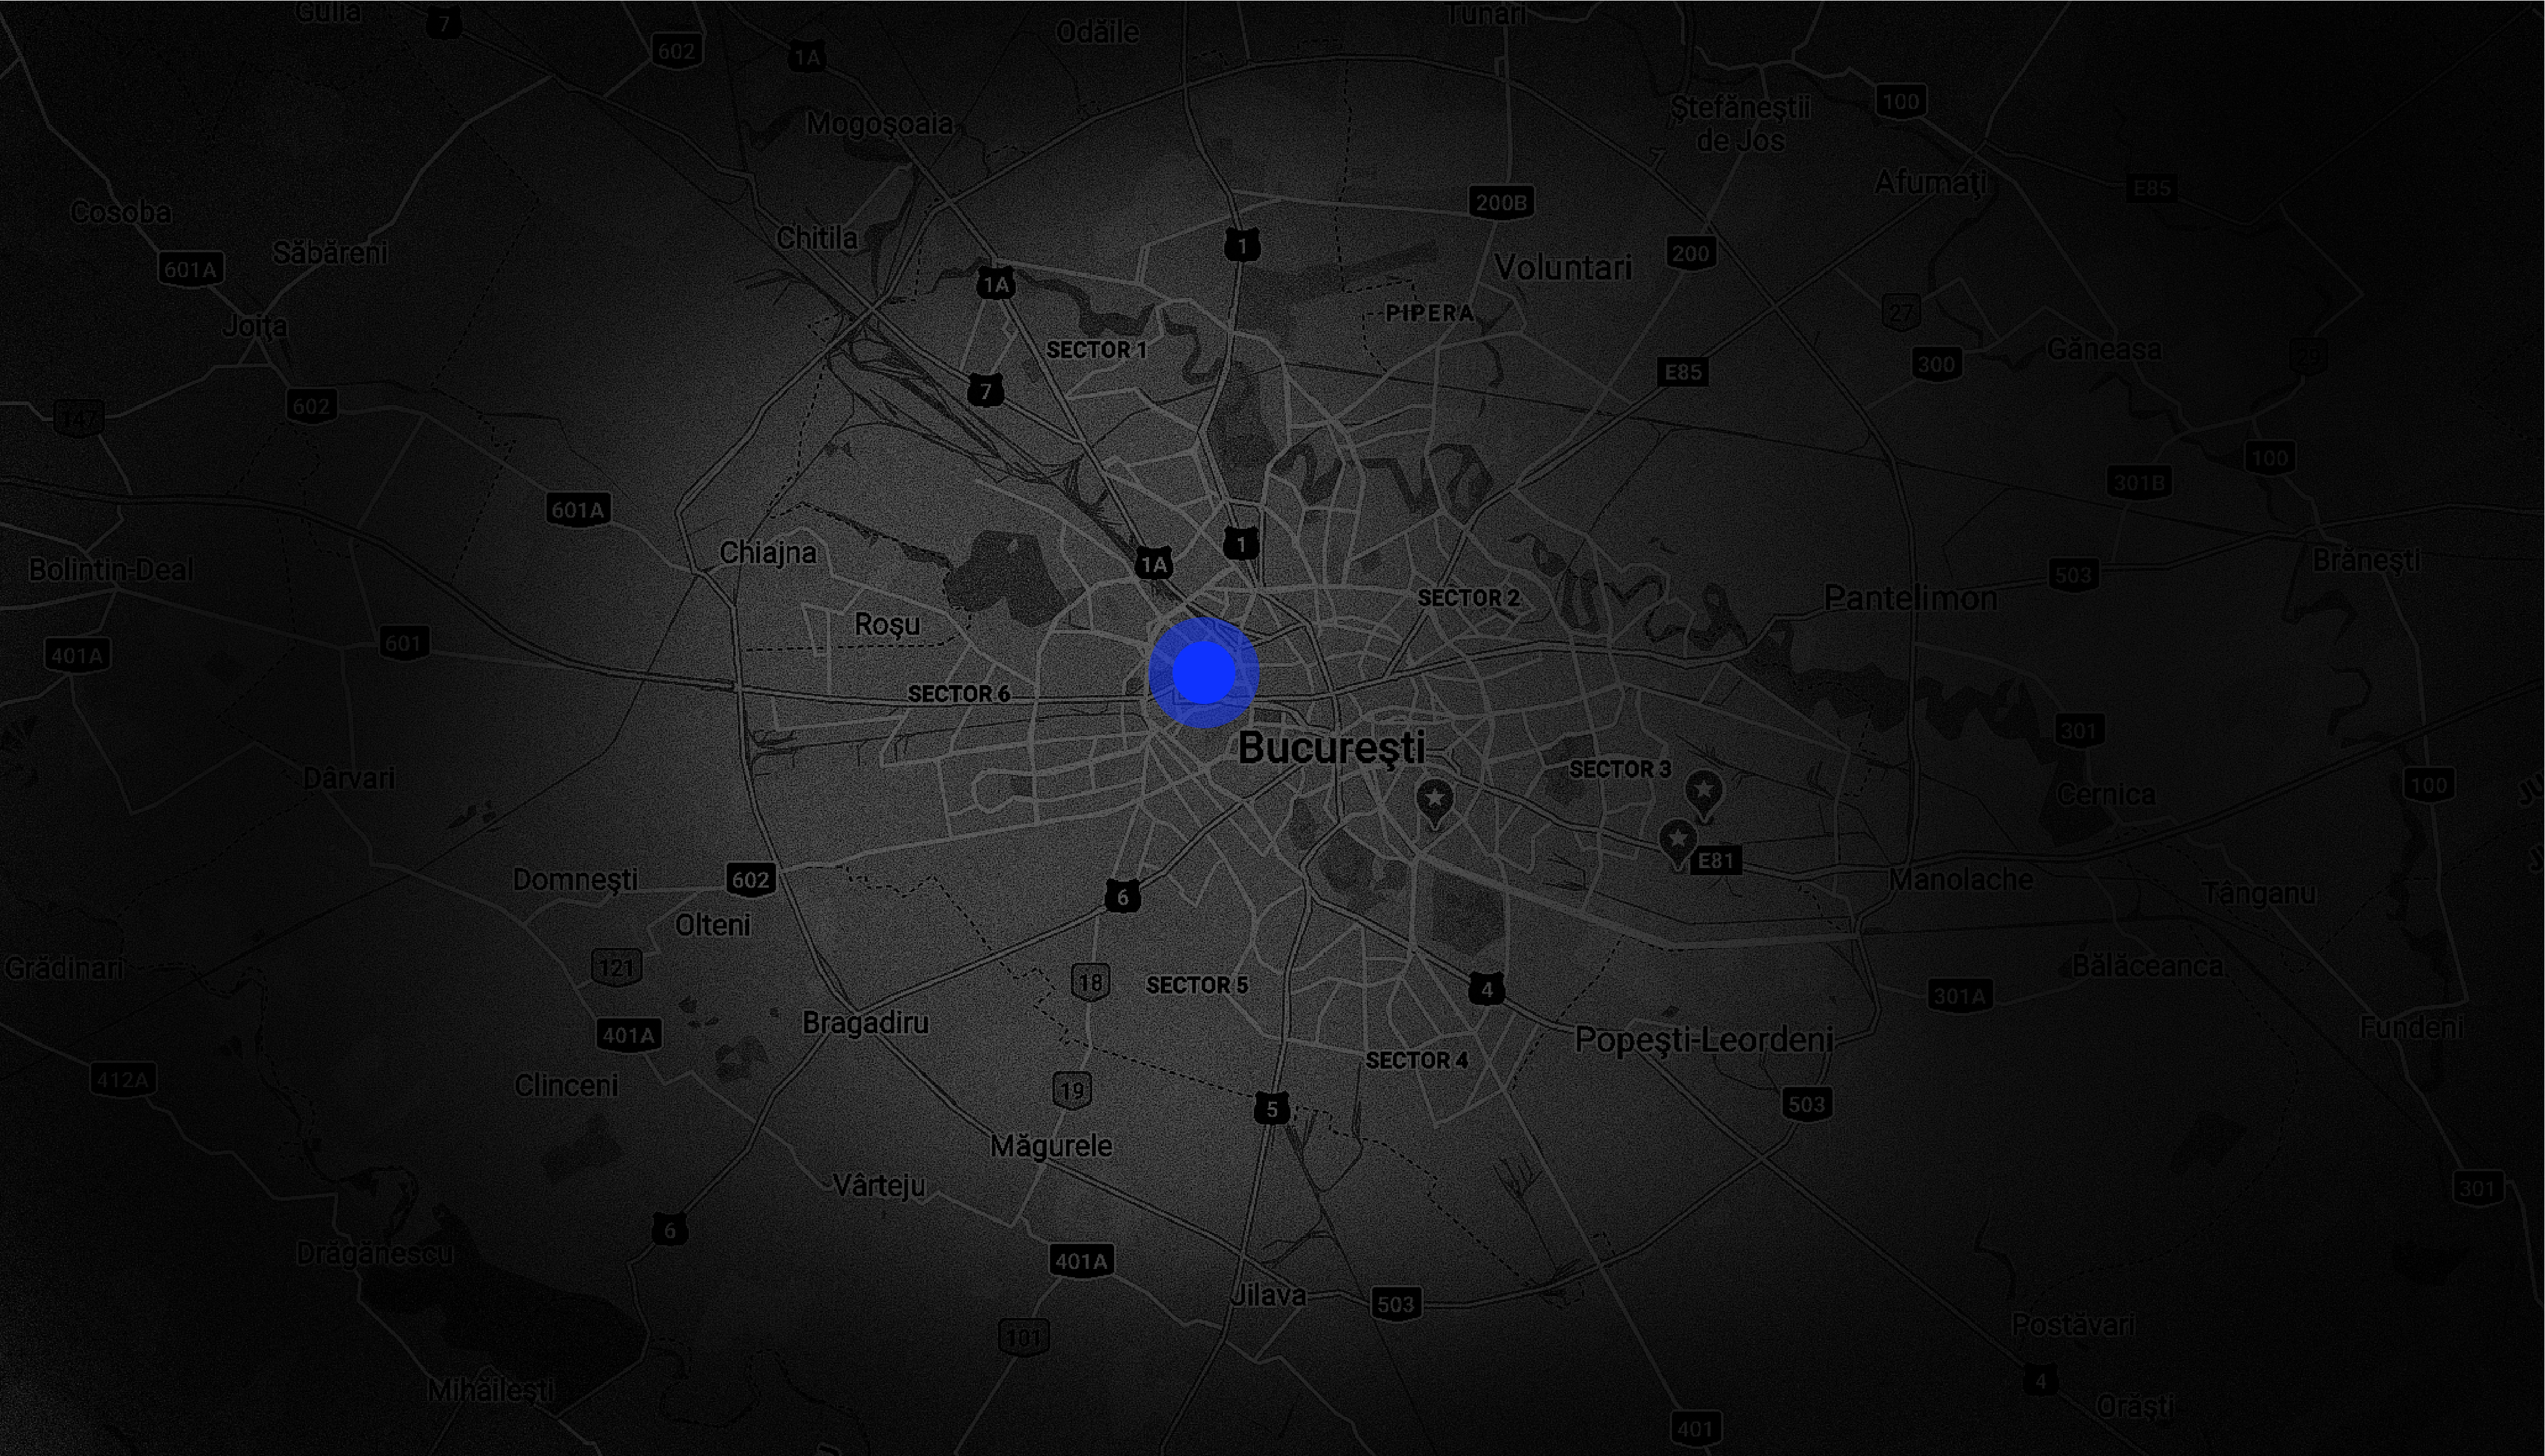 Gulia
7
602
1A
Odăile
Tunari
Mogoșoaia
Ștefăneștii
de Jos
100
Afumați
E85
Cosoba
Săbăreni
601A
Chitila
1
200B
Voluntari
200
1A
PIPERA
27
Joița
SECTOR 1
Găneasa
29
300
E85
7
602
147
601A
301B
100
1
1A
Chiajna
Bolintin-Deal
Brănești
503
Pantelimon
SECTOR 2
Roșu
601
401A
SECTOR 6
București
301
SECTOR 3
Dârvari
Cernica
100
E81
602
Domnești
Manolache
Tânganu
6
Olteni
121
Grădinari
18
SECTOR 5
4
301A
Bălăceanca
Bragadiru
401A
Popești-Leordeni
Fundeni
SECTOR 4
412A
Clinceni
19
5
503
Măgurele
Vârteju
301
6
Drăgănescu
401A
Jilava
503
101
Postăvari
4
Mihăilești
Orăști
401